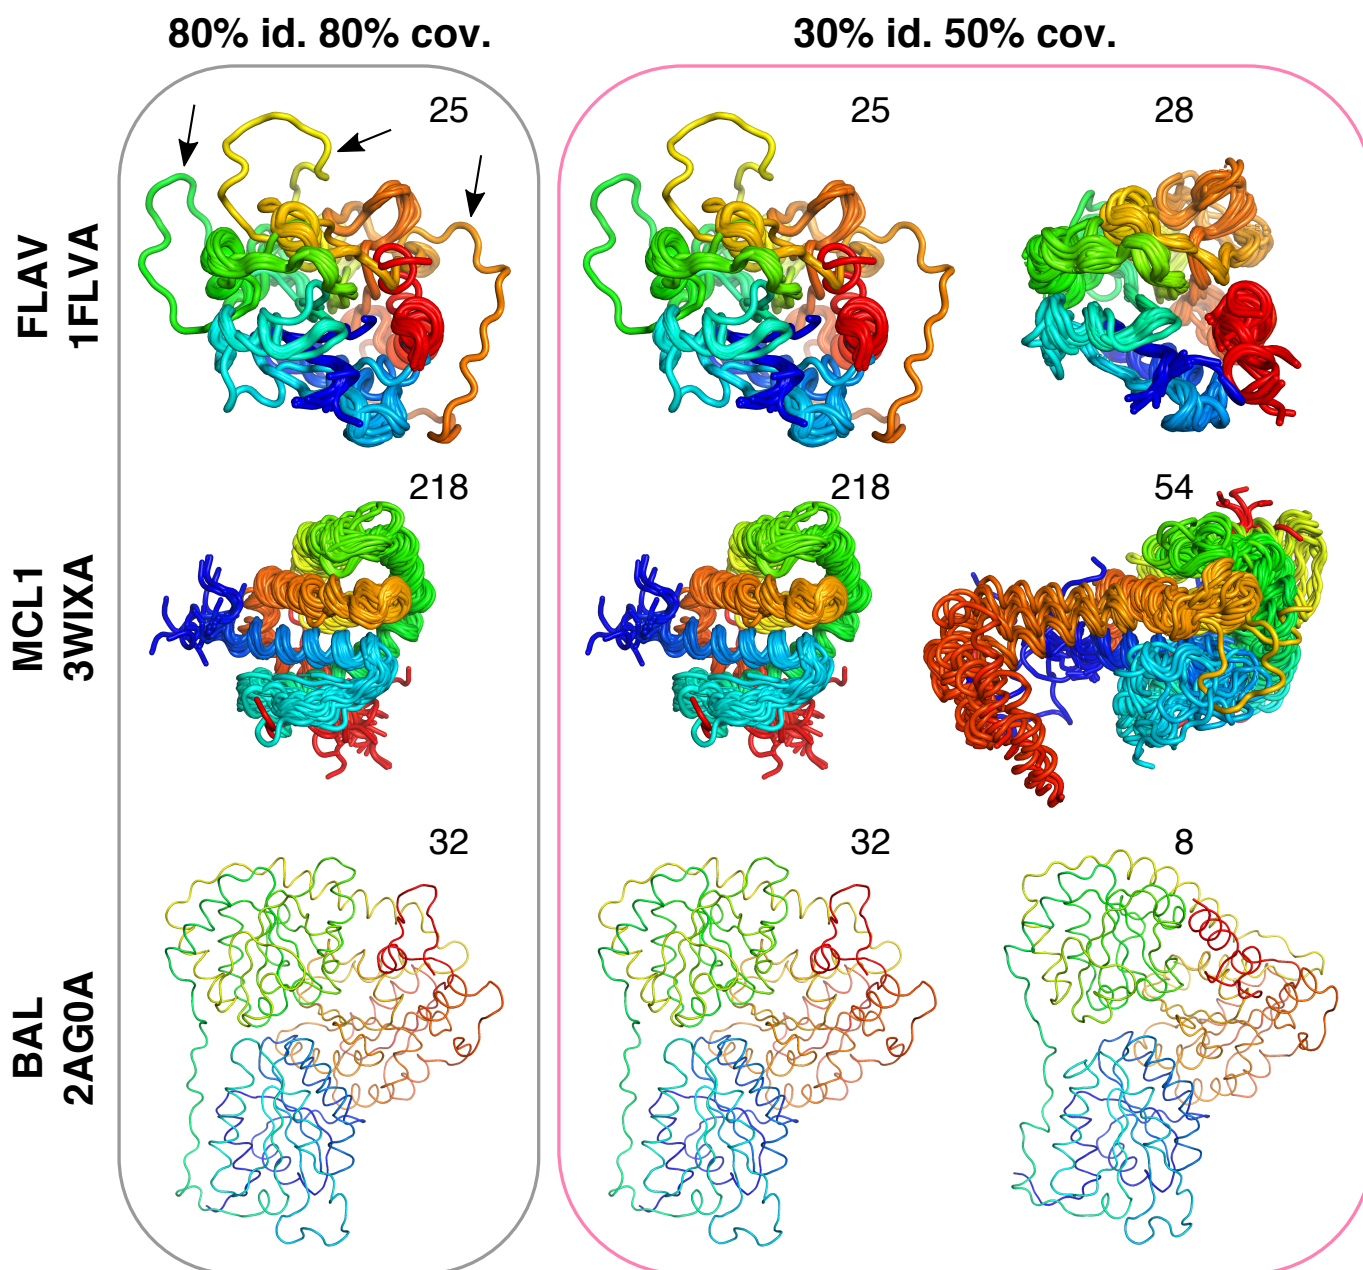 80% id. 80% cov.
30% id. 50% cov.
FLAV
1FLVA
25
25
28
MCL1
3WIXA
218
218
54
BAL
2AG0A
32
32
8